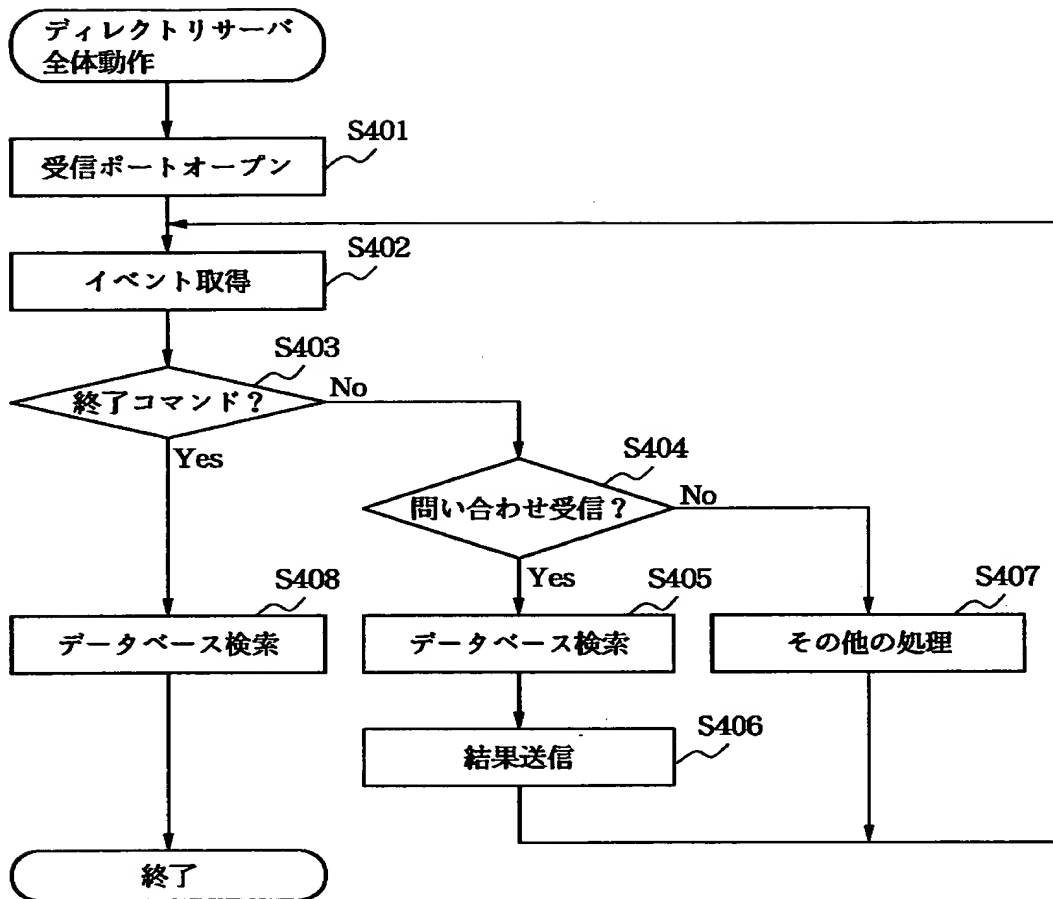 ディレクトリサーバ
全体動作
S401
受信ポートオープン
S402
イベント取得
S403
終了コマンド？
No
Yes
S404
問い合わせ受信？
No
Yes
S408
データベース検索
S405
データベース検索
S407
その他の処理
S406
結果送信
終了